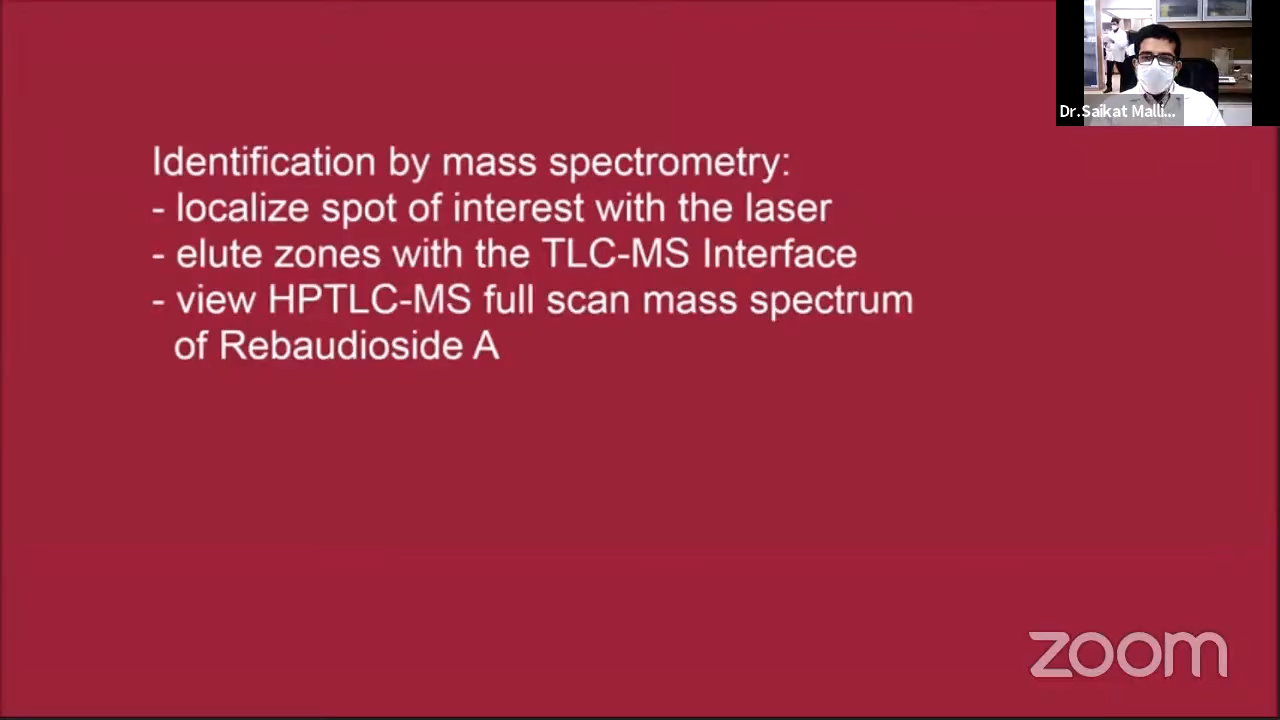 Dr.Saikat Malli...
Identification by mass spectrometry:
- localize spot of interest with the laser
- elute zones with the TLC-MS Interface
- view HPTLC-MS full scan mass spectrum
of Rebaudioside A
zoom